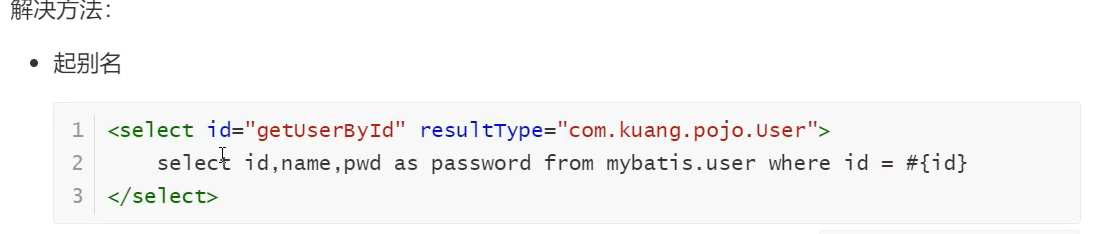 解决方法：
• 起别名
1 <select id="getUserById" resultType="com.kuang.pojo.User">
2     select id,name,pwd as password from mybatis.user where id = #{id}
3 </select>